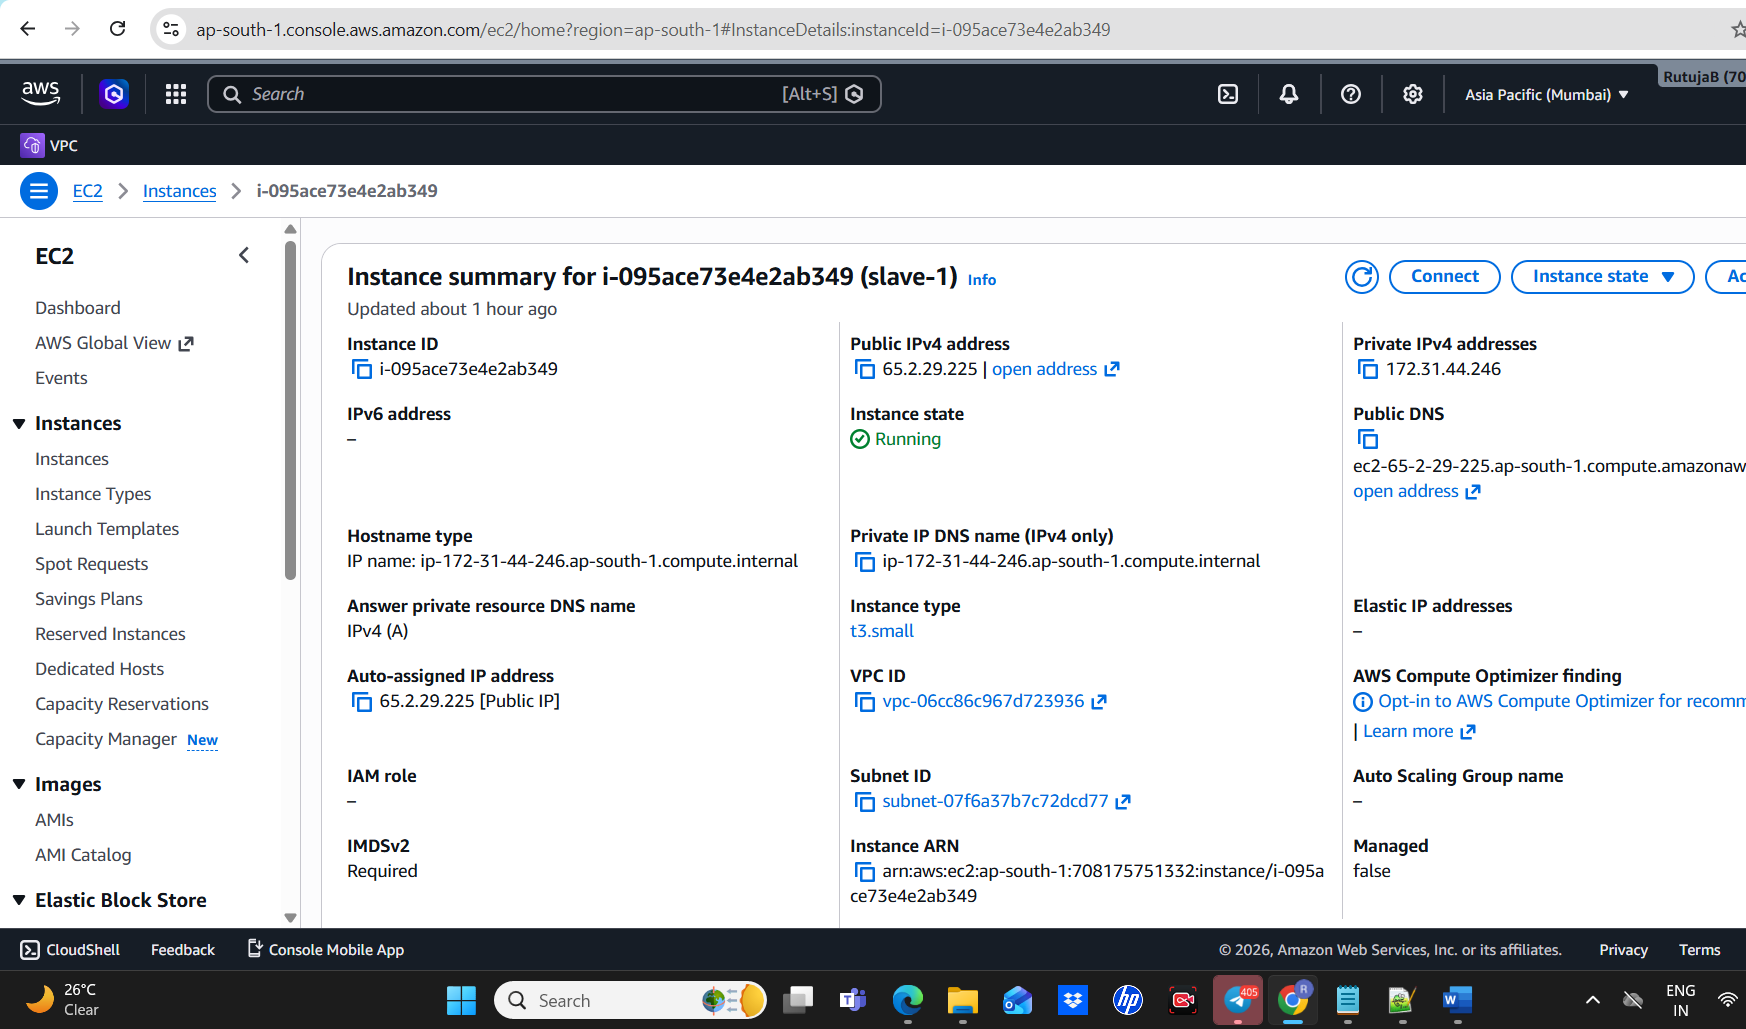 ap-south-1.console.aws.amazon.com/ec2/home?region=ap-south-1#InstanceDetails:instanceId=i-095ace73e4e2ab349
aws
Search
[Alt+S]
Asia Pacific (Mumbai)
RutujaB (70
VPC
EC2
Instances
i-095ace73e4e2ab349
EC2
Dashboard
AWS Global View
Events
Instances
Instances
Instance Types
Launch Templates
Spot Requests
Savings Plans
Reserved Instances
Dedicated Hosts
Capacity Reservations
Capacity Manager New
Images
AMIs
AMI Catalog
Elastic Block Store
Instance summary for i-095ace73e4e2ab349 (slave-1) Info
Updated about 1 hour ago
Connect
Instance state
Ac
Instance ID
i-095ace73e4e2ab349
Public IPv4 address
65.2.29.225 | open address
Private IPv4 addresses
172.31.44.246
IPv6 address
–
Instance state
Running
Public DNS
ec2-65-2-29-225.ap-south-1.compute.amazonaw
open address
Hostname type
IP name: ip-172-31-44-246.ap-south-1.compute.internal
Private IP DNS name (IPv4 only)
ip-172-31-44-246.ap-south-1.compute.internal
Answer private resource DNS name
IPv4 (A)
Instance type
t3.small
Elastic IP addresses
–
Auto-assigned IP address
65.2.29.225 [Public IP]
VPC ID
vpc-06cc86c967d723936
AWS Compute Optimizer finding
Opt-in to AWS Compute Optimizer for recomm
| Learn more
IAM role
–
Subnet ID
subnet-07f6a37b7c72dcd77
Auto Scaling Group name
–
IMDSv2
Required
Instance ARN
arn:aws:ec2:ap-south-1:708175751332:instance/i-095a
ce73e4e2ab349
Managed
false
CloudShell
Feedback
Console Mobile App
© 2026, Amazon Web Services, Inc. or its affiliates.
Privacy
Terms
26°C
Clear
Search
hp
405
R
W
ENG
IN